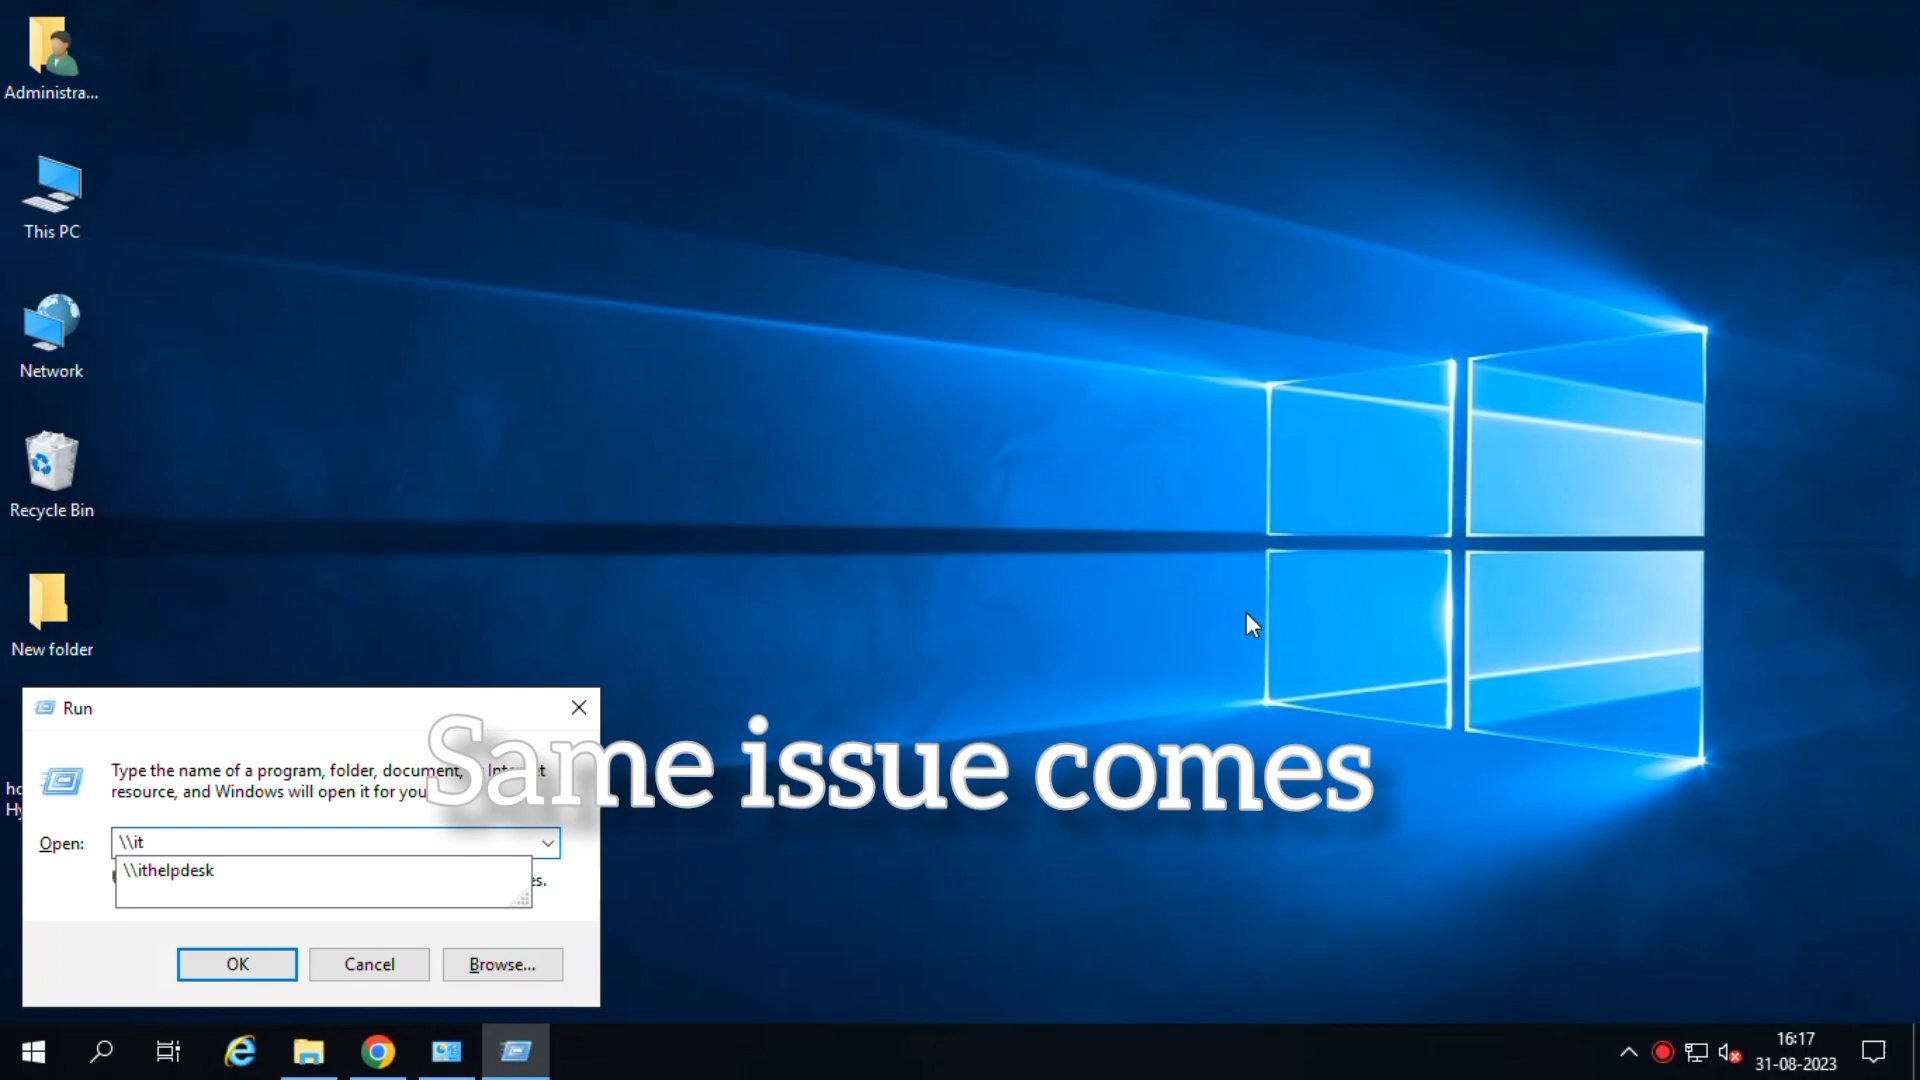 Administra...
This PC
Network
Recycle Bin
New folder
Run
Type the name of a program, folder, document,
resource, and Windows will open it for you
Same issue comes
Open:
\\it
\\ithelpdesk
es.
OK
Cancel
Browse...
16:17
31-08-2023